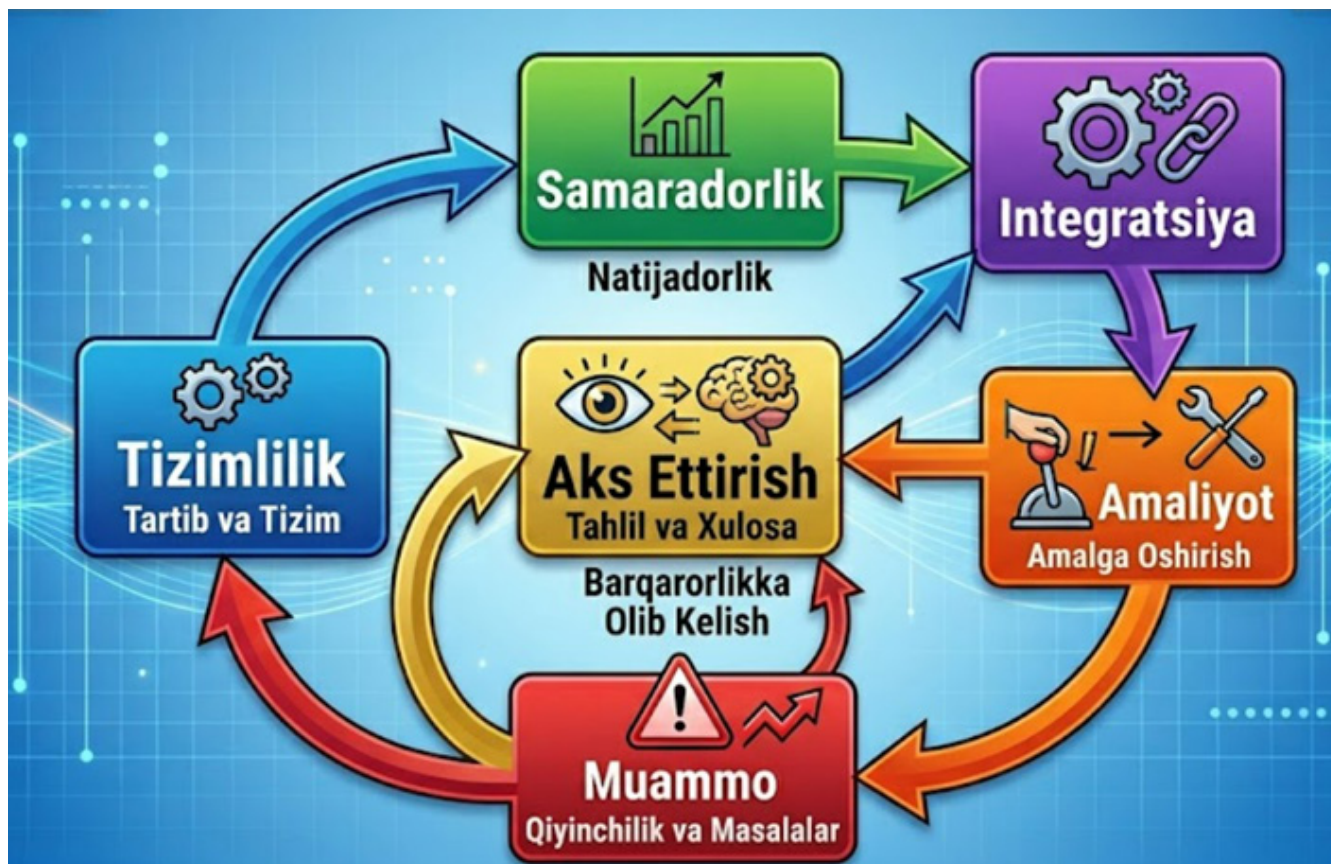 Samaradorlik
Natijadorlik
Integratsiya
Tizimlilik
Tartib va Tizim
Aks Ettirish
Tahlil va Xulosa
Barqarorlikka
Olib Kelish
Amaliyot
Amalga Oshirish
Muammo
Qiyinchilik va Masalalar